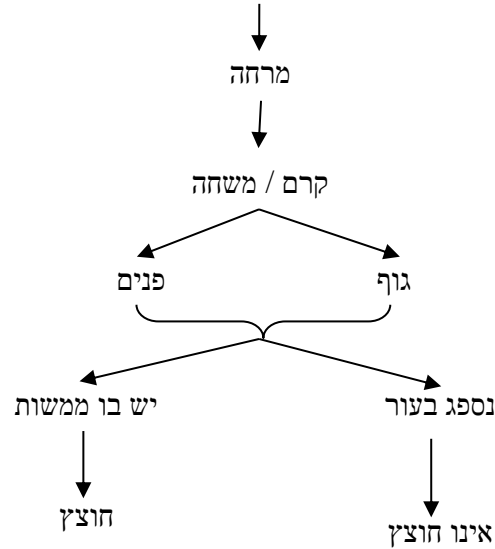 מרחה
קרם / משחה
גוף
פנים
נספג בעור
יש בו ממשות
אינו חוצץ
חוצץ